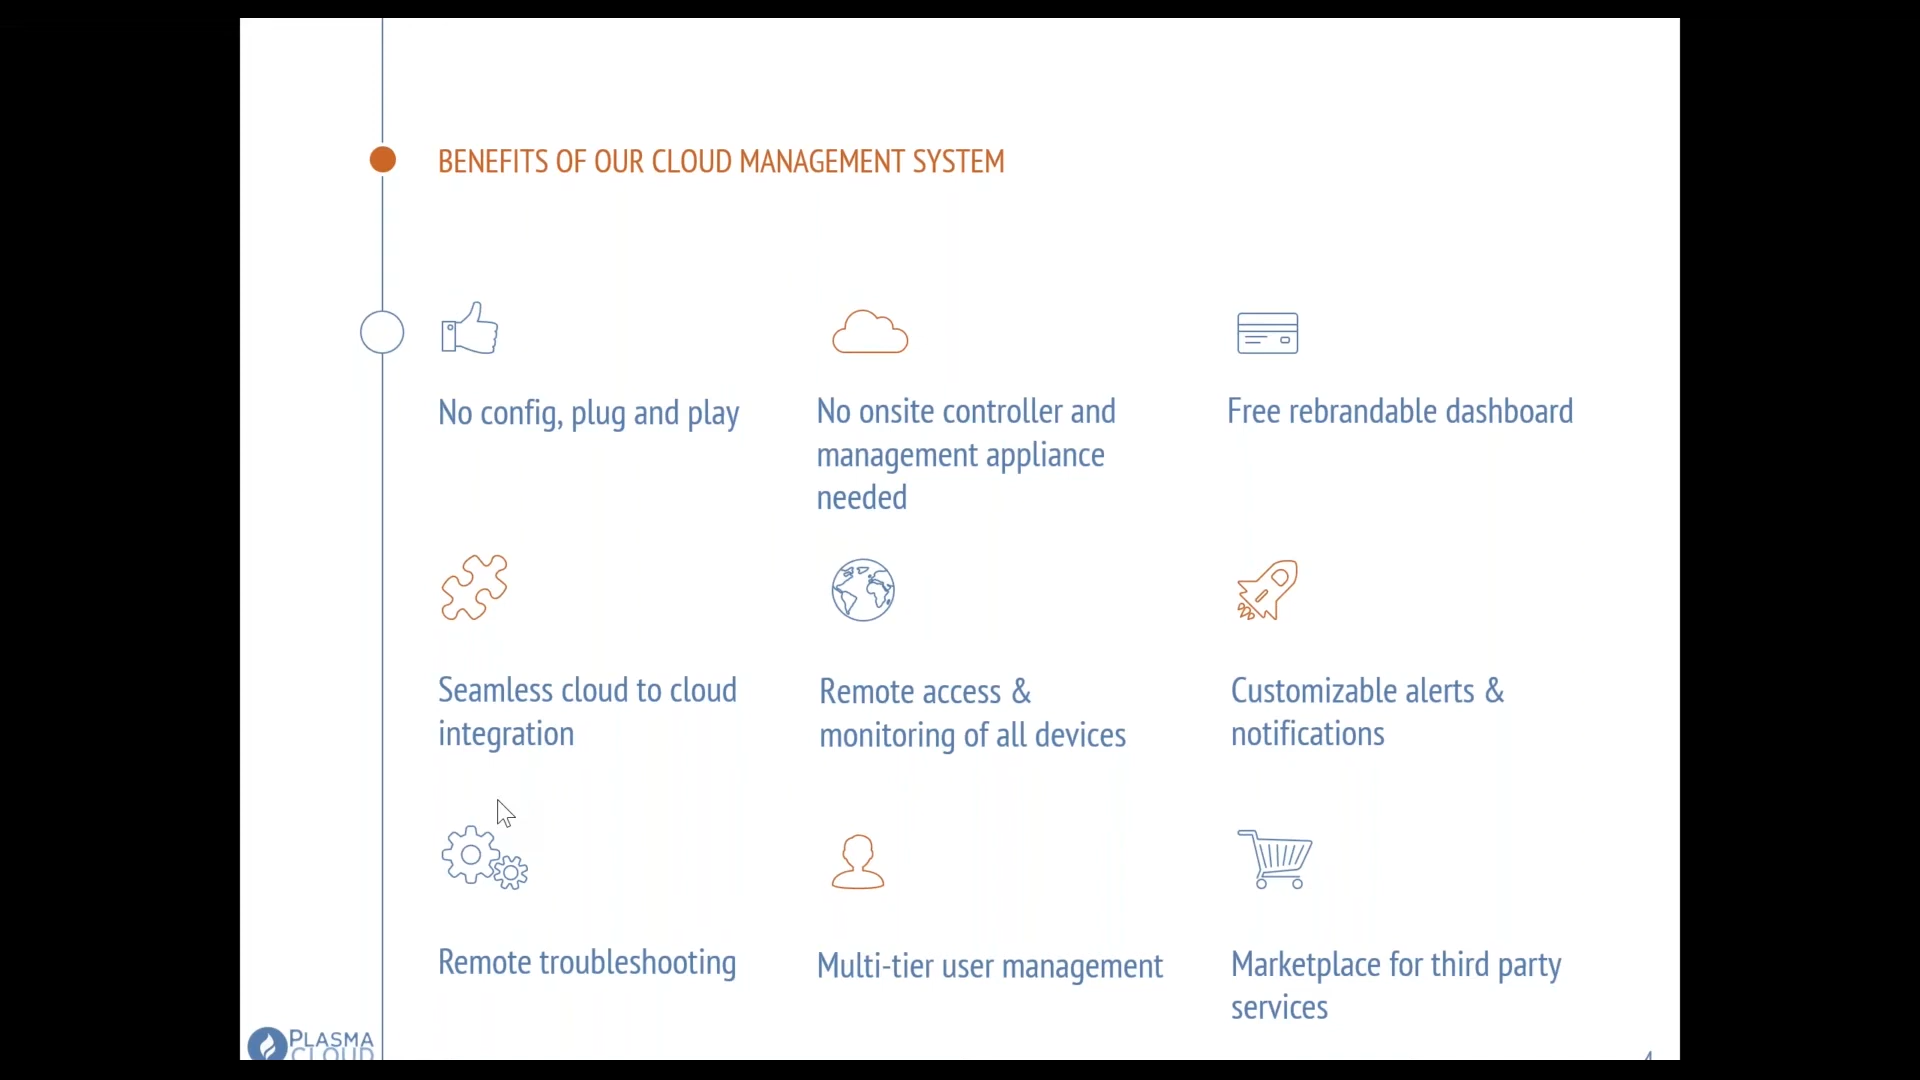 BENEFITS OF OUR CLOUD MANAGEMENT SYSTEM
No config, plug and play
No onsite controller and
management appliance
needed
Free rebrandable dashboard
Seamless cloud to cloud
integration
Remote access &
monitoring of all devices
Customizable alerts &
notifications
Remote troubleshooting
Multi-tier user management
Marketplace for third party
services
PLASMA
CLOUD
4